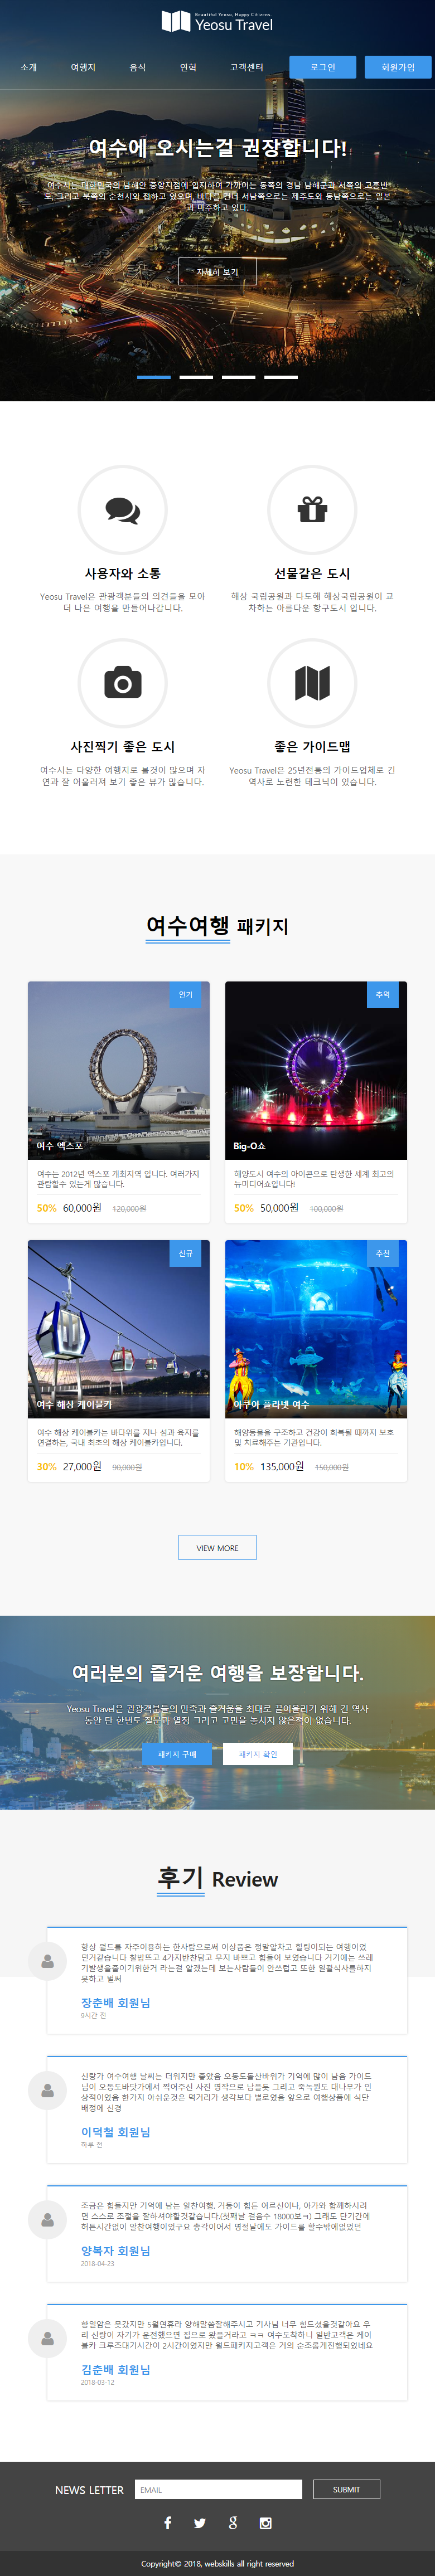 Beautiful Yeosu, Happy Citizens.
Yeosu Travel
소개 여행지 음식 연혁 고객센터 로그인 회원가입
여수에 오시는걸 권장합니다!
여수시는 대한민국의 남해안 중앙지점에 입지하여 가까이는 동쪽의 경남 남해군과 서쪽의 고흥반
도, 그리고 북쪽의 순천시와 접하고 있으며, 바다를 건너 서남쪽으로는 제주도와 동남쪽으로는 일본
과 마주하고 있다.
자세히 보기
사용자와 소통
Yeosu Travel은 관광객분들의 의견들을 모아
더 나은 여행을 만들어나갑니다.
선물같은 도시
해상 국립공원과 다도해 해상국립공원이 교
차하는 아름다운 항구도시 입니다.
사진찍기 좋은 도시
여수시는 다양한 여행지로 볼것이 많으며 자
연과 잘 어울러져 보기 좋은 뷰가 많습니다.
좋은 가이드맵
Yeosu Travel은 25년전통의 가이드업체로 긴
역사로 노련한 테크닉이 있습니다.
여수여행 패키지
인기
여수 엑스포
여수는 2012년 엑스포 개최지역 입니다. 여러가지
관람할수 있는게 많습니다.
50% 60,000원 120,000원
추억
Big-O쇼
해양도시 여수의 아이콘으로 탄생한 세계 최고의
뉴미디어쇼입니다!
50% 50,000원 100,000원
신규
여수 해상 케이블카
여수 해상 케이블카는 바다위를 지나 섬과 육지를
연결하는, 국내 최초의 해상 케이블카입니다.
30% 27,000원 90,000원
추천
아쿠아 플라넷 여수
해양동물을 구조하고 건강이 회복될 때까지 보호
및 치료해주는 기관입니다.
10% 135,000원 150,000원
VIEW MORE
여러분의 즐거운 여행을 보장합니다.
Yeosu Travel은 관광객분들의 만족과 즐거움을 최대로 끌어올리기 위해 긴 역사
동안 단 한번도 질문과 열정 그리고 고민을 놓치지 않은적이 없습니다.
패키지 구매 패키지 확인
후기 Review
항상 월드를 자주이용하는 한사람으로써 이상품은 정말알차고 힐링이되는 여행이었
던거같습니다 찰밥뜨고 4가지반찬담고 무지 바쁘고 힘들어 보였습니다 거기에는 쓰레
기발생을줄이기위한거 라는걸 알겠는데 보는사람들이 안쓰럽고 또한 일괄식사를하지
못하고 벌써
장춘배 회원님
9시간 전
신랑가 여수여행 날씨는 더워지만 좋았음 오동도돌산바위가 기억에 많이 남음 가이드
님이 오동도바닷가에서 찍어주신 사진 명작으로 남을듯 그리고 죽녹원도 대나무가 인
상적이었음 한가지 아쉬운것은 먹거리가 생각보다 별로였음 앞으로 여행상품에 식단
배정에 신경
이덕철 회원님
하루 전
조금은 힘들지만 기억에 남는 알찬여행. 거동이 힘든 어르신이나, 아가와 함께하시려
면 스스로 조절을 잘하셔야할것같습니다.(첫째날 걸음수 18000보ㅋ) 그래도 단기간에
허튼시간없이 알찬여행이었구요 종각이어서 명절날에도 가이드를 할수밖에없었던
양복자 회원님
2018-04-23
향일암은 못갔지만 5월연휴라 양해말씀잘해주시고 기사님 너무 힘드셨을것같아요 우
리 신랑이 자기가 운전했으면 집으로 왔을거라고 ㅋㅋ 여수도착하니 일반고객은 케이
블카 크루즈대기시간이 2시간이였지만 월드패키지고객은 거의 순조롭게진행되었네요
김춘배 회원님
2018-03-12
NEWS LETTER EMAIL SUBMIT
Copyright© 2018, webskills all right reserved